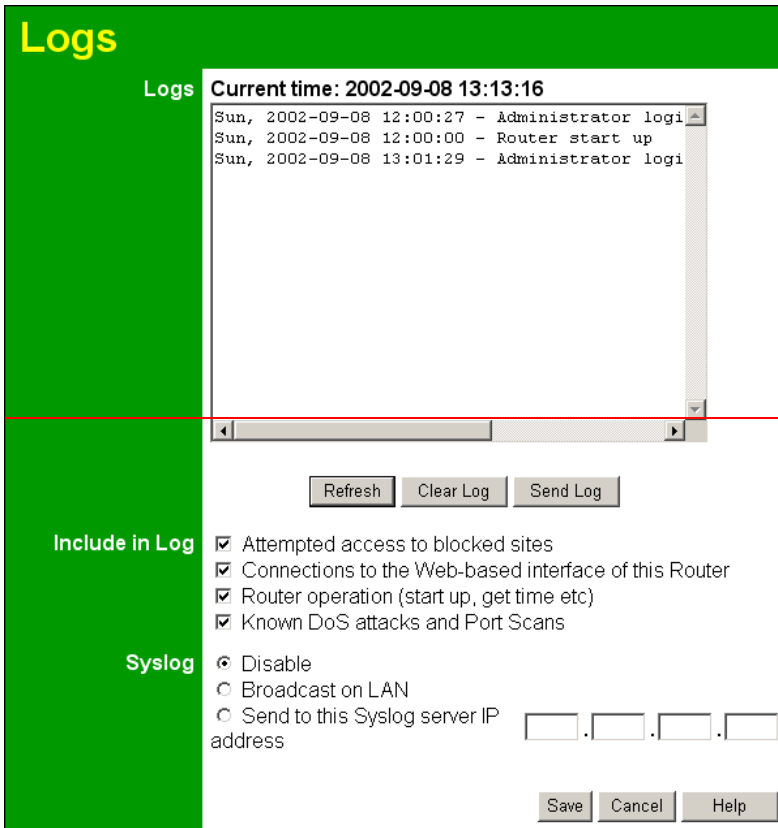 Logs
Logs Current time: 2002-09-08 13:13:16
Sun, 2002-09-08 12:00:27 - Administrator logi
Sun, 2002-09-08 12:00:00 - Router start up
Sun, 2002-09-08 13:01:29 - Administrator logi
Refresh Clear Log Send Log
Include in Log Attempted access to blocked sites
Connections to the Web-based interface of this Router
Router operation (start up, get time etc)
Known DoS attacks and Port Scans
Syslog Disable
Broadcast on LAN
Send to this Syslog server IP
address . . .
Save Cancel Help